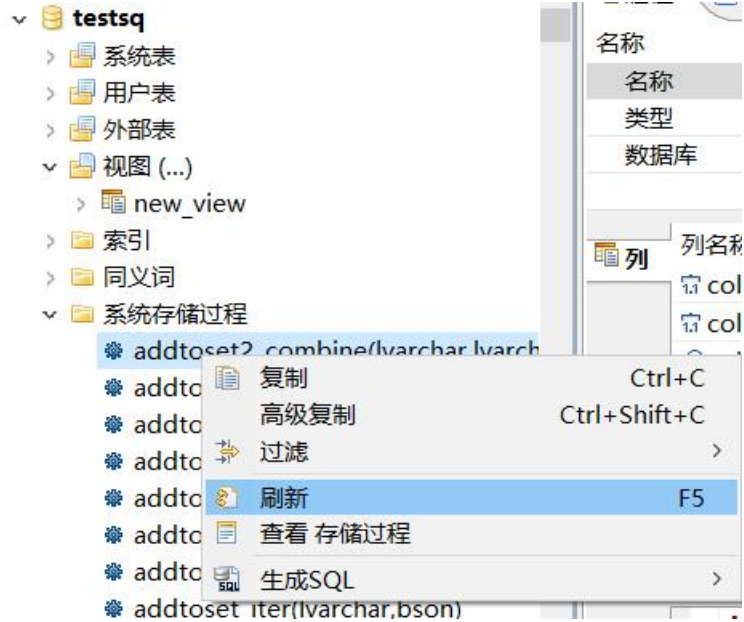 testsq
系统表
用户表
外部表
视图 (...)
new_view
索引
同义词
系统存储过程
addtoset2_combine(lvarchar,lvarch
addto
addto
addto
addto
addto
addto
addtoset_iter(lvarchar,bson)
复制 Ctrl+C
高级复制 Ctrl+Shift+C
过滤
刷新 F5
查看 存储过程
生成SQL
名称
名称
类型
数据库
列
列名称
col
col